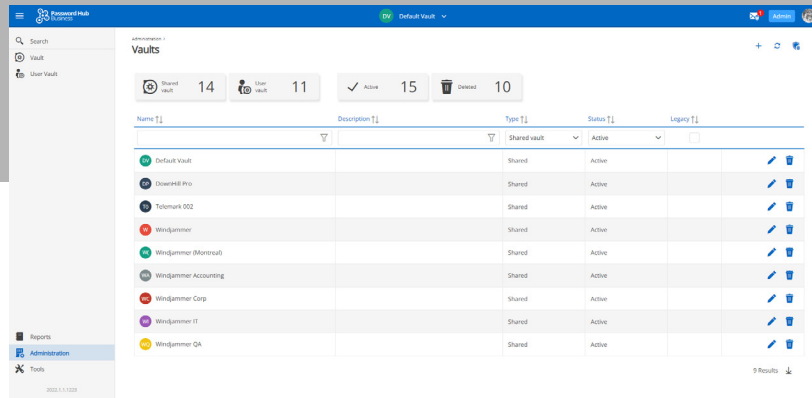 Password Hub
Business
DV Default Vault
1
Admin
Search
Vault
User Vault
Administration >
Vaults
Shared vault 14
User vault 11
Active 15
Deleted 10
Name Description Type Status Legacy
Shared vault Active
DV Default Vault Shared Active
DP DownHill Pro Shared Active
T0 Telemark 002 Shared Active
W Windjammer Shared Active
WC Windjammer (Montreal) Shared Active
WA Windjammer Accounting Shared Active
WC Windjammer Corp Shared Active
WI Windjammer IT Shared Active
WQ Windjammer QA Shared Active
Reports
Administration
Tools
9 Results